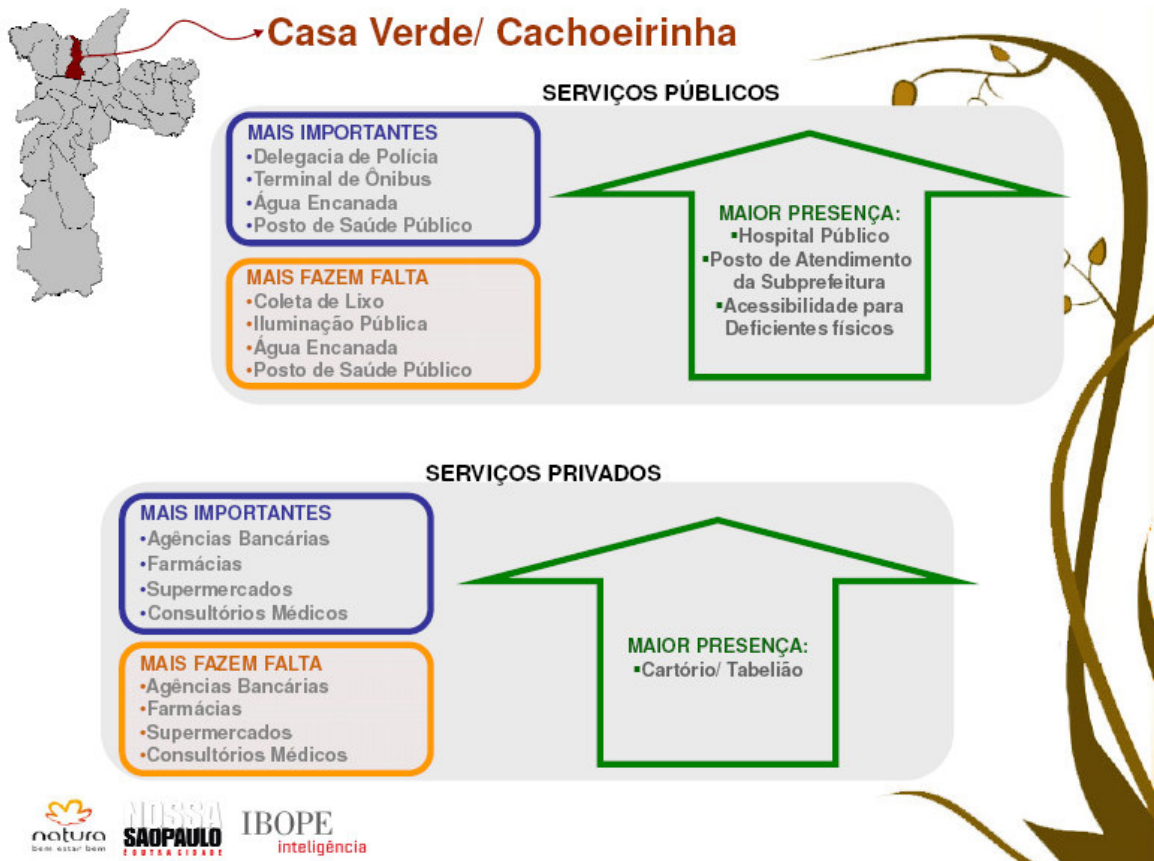 Casa Verde/ Cachoeirinha
SERVIÇOS PÚBLICOS
MAIS IMPORTANTES
•Delegacia de Polícia
•Terminal de Ônibus
•Água Encanada
•Posto de Saúde Público
MAIS FAZEM FALTA
•Coleta de Lixo
•Iluminação Pública
•Água Encanada
•Posto de Saúde Público
MAIOR PRESENÇA:
▪Hospital Público
▪Posto de Atendimento
da Subprefeitura
▪Acessibilidade para
Deficientes físicos
SERVIÇOS PRIVADOS
MAIS IMPORTANTES
•Agências Bancárias
•Farmácias
•Supermercados
•Consultórios Médicos
MAIS FAZEM FALTA
•Agências Bancárias
•Farmácias
•Supermercados
•Consultórios Médicos
MAIOR PRESENÇA:
▪Cartório/ Tabelião
natura
bem estar bem
NOSSA
SAOPAULO
É OUTRA CIDADE
IBOPE
inteligência